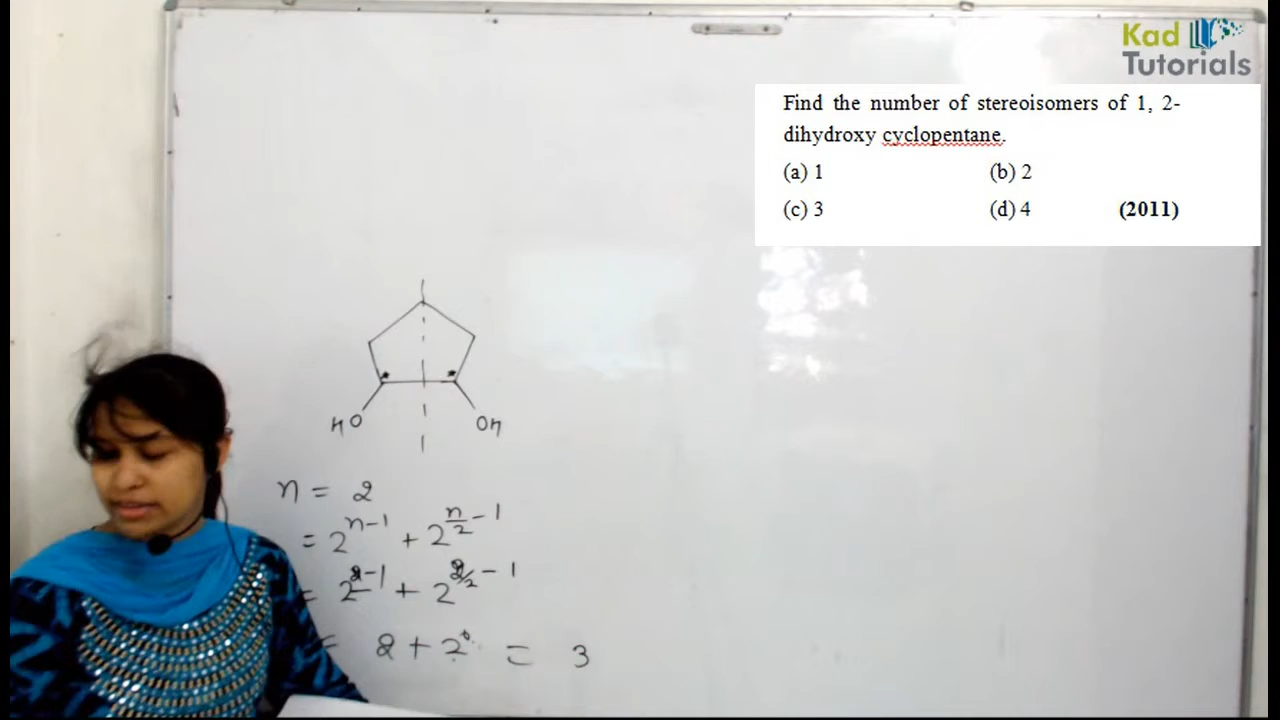 Kad
Tutorials
Find the number of stereoisomers of 1, 2-
dihydroxy cyclopentane.
(a) 1 (b) 2
(c) 3 (d) 4 (2011)
HO OH
n = 2
= 2^{n-1} + 2^{n/2 - 1}
= 2^{2-1} + 2^{2/2 - 1}
= 2 + 2^0 = 3